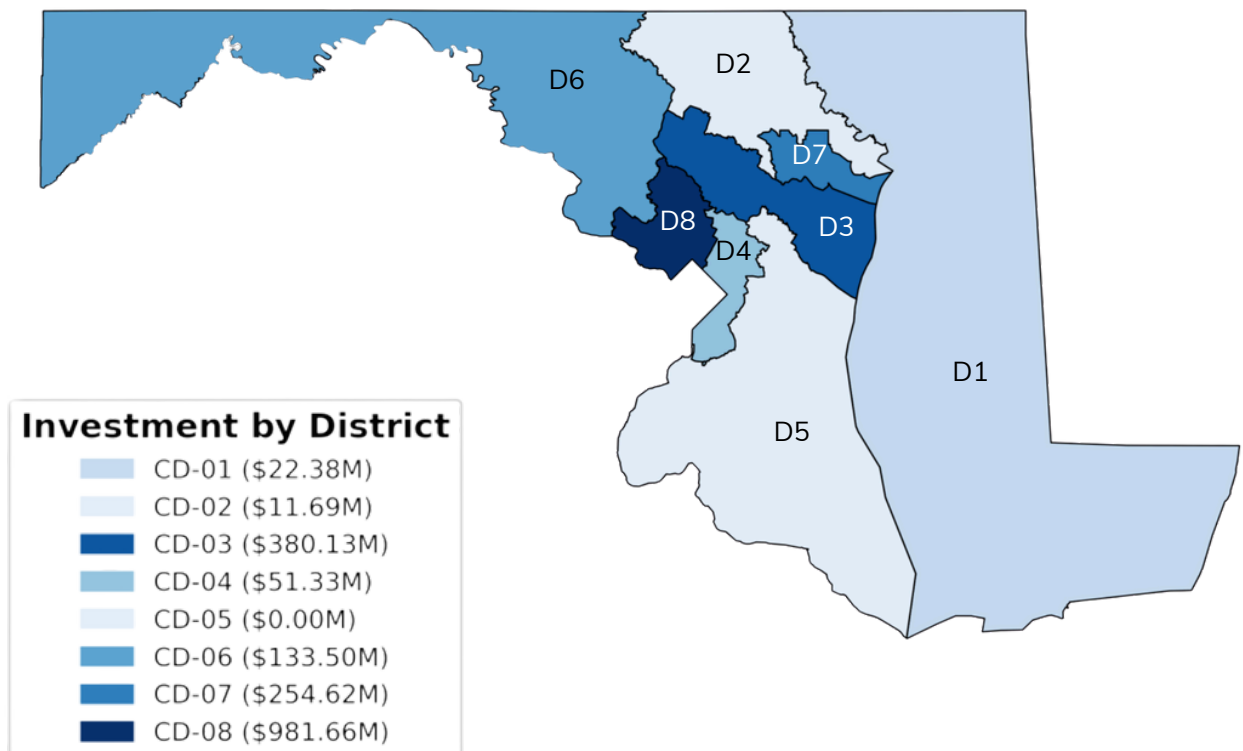 D6
D2
D7
D8
D3
D4
D1
D5
Investment by District
CD-01 ($22.38M)
CD-02 ($11.69M)
CD-03 ($380.13M)
CD-04 ($51.33M)
CD-05 ($0.00M)
CD-06 ($133.50M)
CD-07 ($254.62M)
CD-08 ($981.66M)